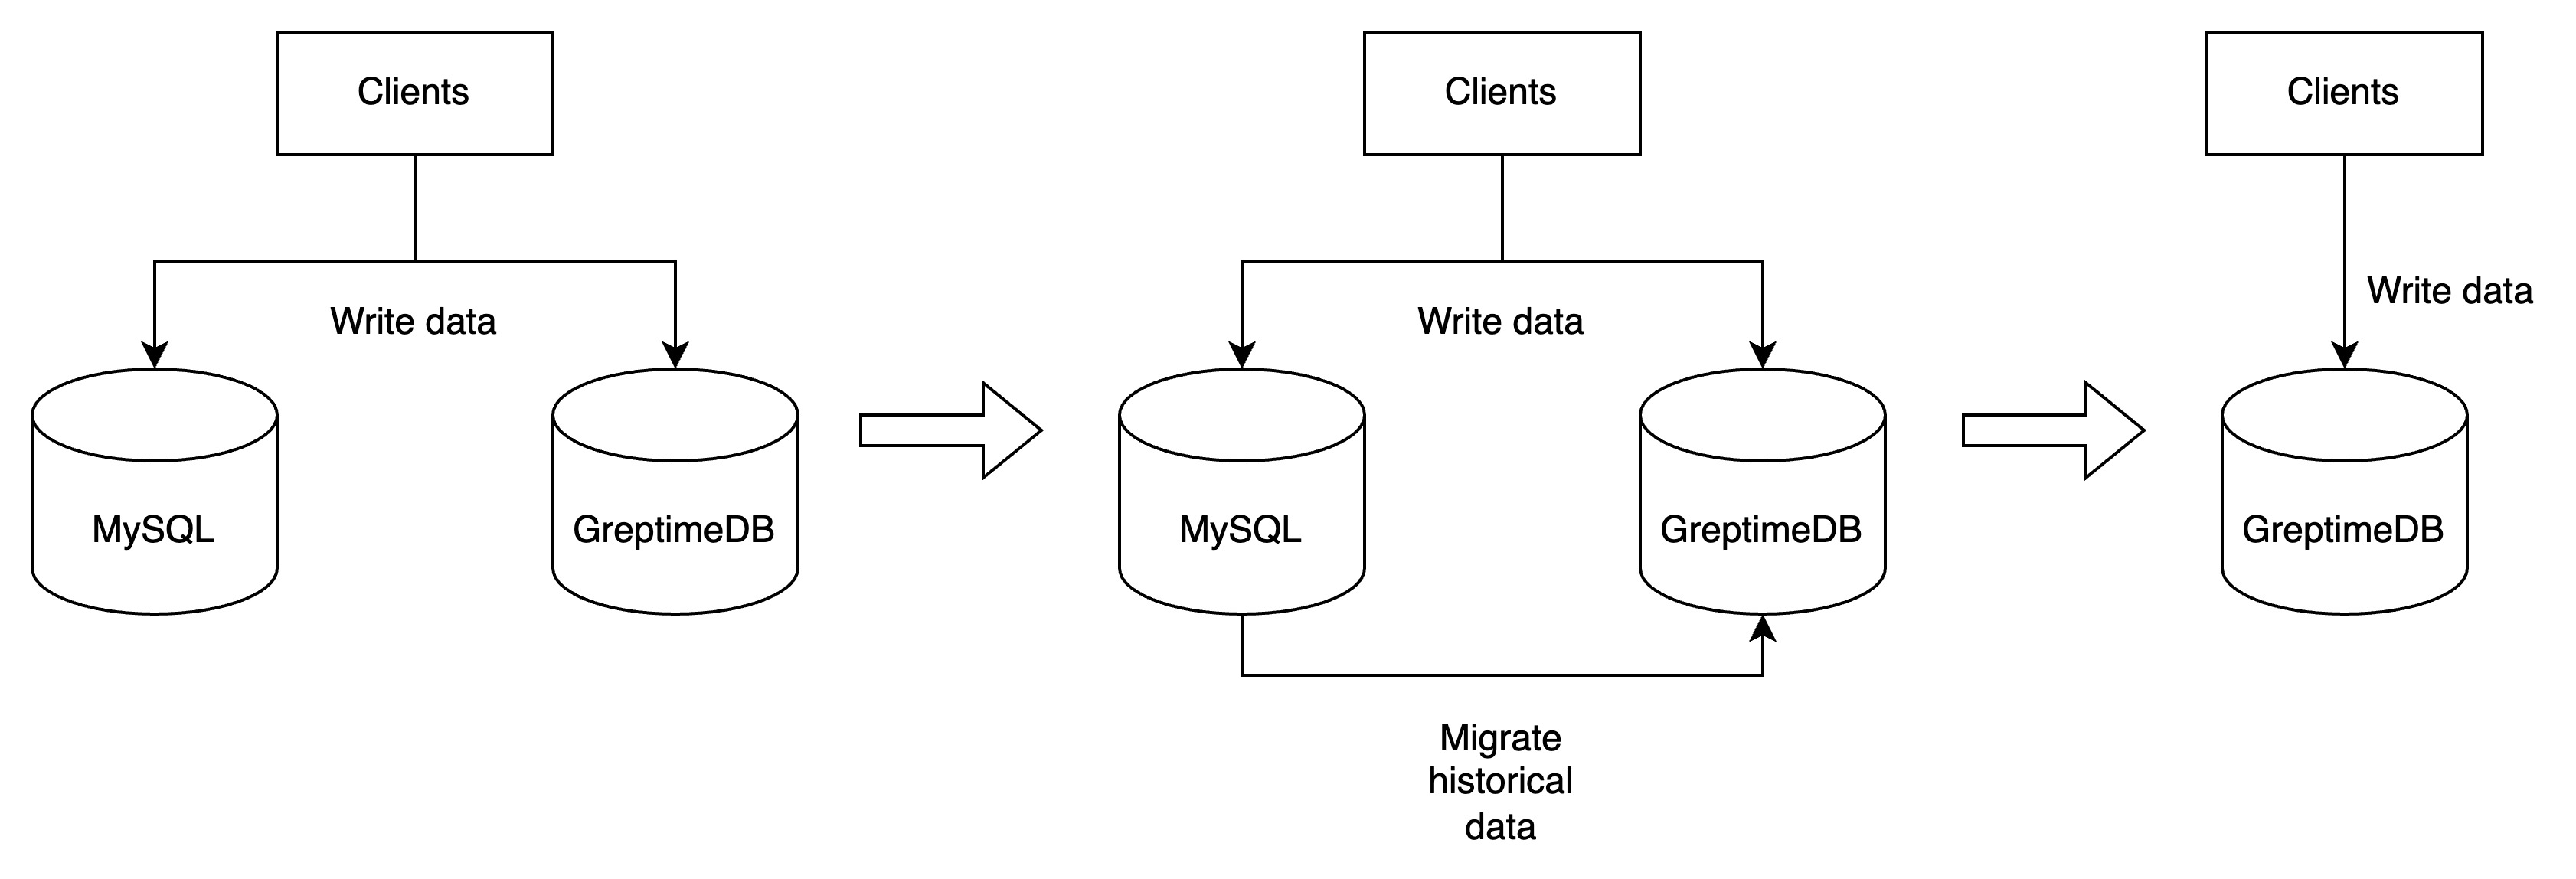 Clients
Write data
MySQL
GreptimeDB
Clients
Write data
MySQL
GreptimeDB
Migrate
historical
data
Clients
Write data
GreptimeDB